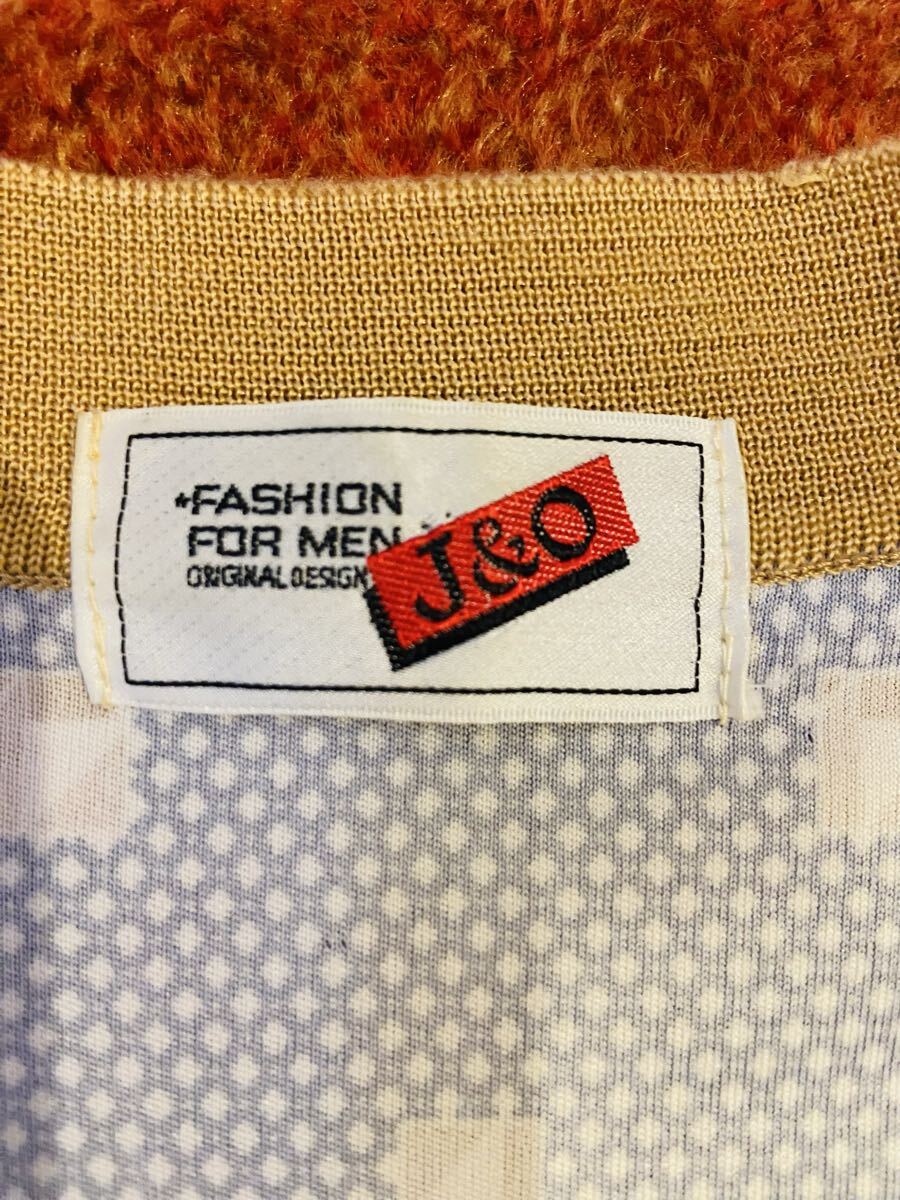 *FASHION
FOR MEN
ORIGINAL DESIGN
J&O